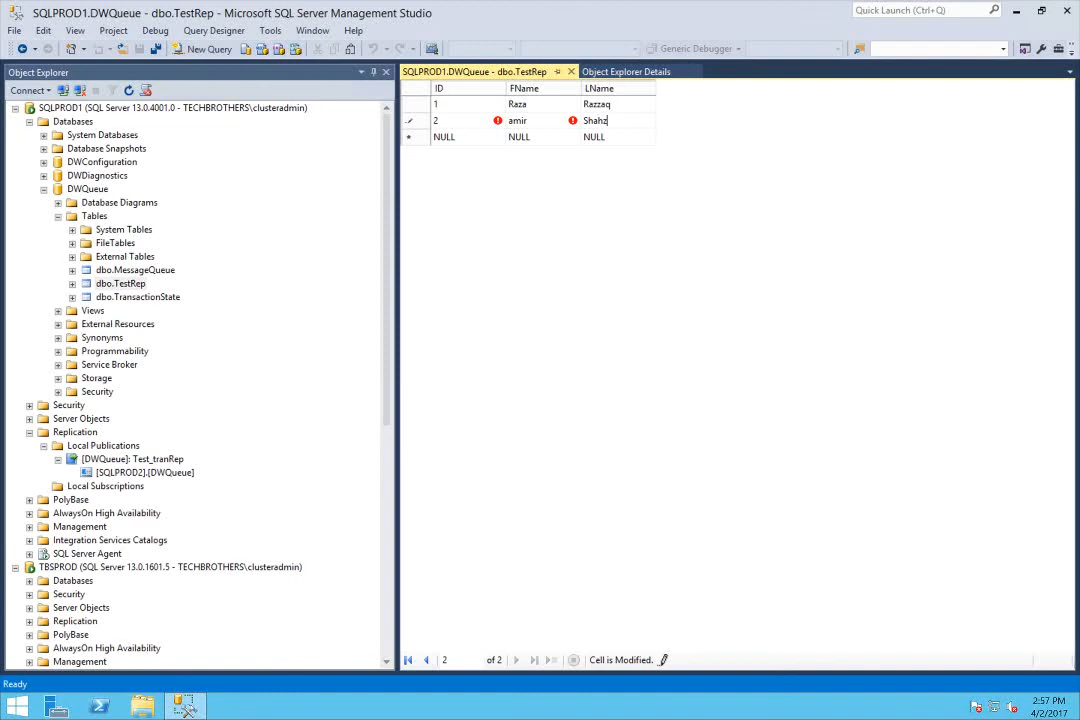 SQLPROD1.DWQueue - dbo.TestRep - Microsoft SQL Server Management Studio
Quick Launch (Ctrl+Q)
File Edit View Project Debug Query Designer Tools Window Help
New Query
Generic Debugger
Object Explorer
SQLPROD1.DWQueue - dbo.TestRep
Object Explorer Details
Connect
SQLPROD1 (SQL Server 13.0.4001.0 - TECHBROTHERS\clusteradmin)
Databases
System Databases
Database Snapshots
DWConfiguration
DWDiagnostics
DWQueue
Database Diagrams
Tables
System Tables
FileTables
External Tables
dbo.MessageQueue
dbo.TestRep
dbo.TransactionState
Views
External Resources
Synonyms
Programmability
Service Broker
Storage
Security
Security
Server Objects
Replication
Local Publications
[DWQueue]: Test_tranRep
[SQLPROD2].[DWQueue]
Local Subscriptions
PolyBase
AlwaysOn High Availability
Management
Integration Services Catalogs
SQL Server Agent
TBSPROD (SQL Server 13.0.1601.5 - TECHBROTHERS\clusteradmin)
Databases
Security
Server Objects
Replication
PolyBase
AlwaysOn High Availability
Management
ID FName LName
1 Raza Razzaq
2 amir Shahz
NULL NULL NULL
2 of 2 Cell is Modified.
Ready
2:57 PM
4/2/2017